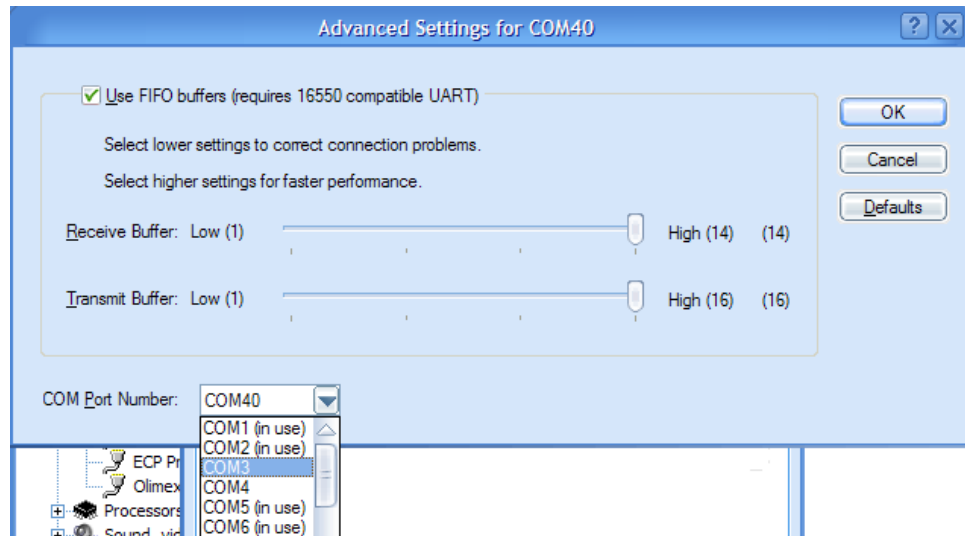 Advanced Settings for COM40
Use FIFO buffers (requires 16550 compatible UART)
OK
Select lower settings to correct connection problems.
Cancel
Select higher settings for faster performance.
Defaults
Receive Buffer: Low (1) High (14) (14)
Transmit Buffer: Low (1) High (16) (16)
COM Port Number: COM40
COM1 (in use)
COM2 (in use)
ECP Pr
COM3
Olimex
COM4
Processors
COM5 (in use)
Sound, vid
COM6 (in use)